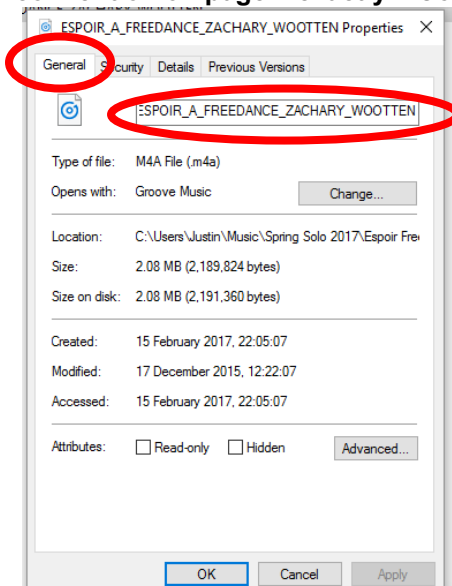 ESPOIR_A_FREEDANCE_ZACHARY_WOOTTEN Properties
General Security Details Previous Versions
ESPOIR_A_FREEDANCE_ZACHARY_WOOTTEN
Type of file: M4A File (.m4a)
Opens with: Groove Music Change...
Location: C:\Users\Justin\Music\Spring Solo 2017\Espoir Free
Size: 2.08 MB (2,189,824 bytes)
Size on disk: 2.08 MB (2,191,360 bytes)
Created: 15 February 2017, 22:05:07
Modified: 17 December 2015, 12:22:07
Accessed: 15 February 2017, 22:05:07
Attributes: Read-only Hidden Advanced...
OK Cancel Apply